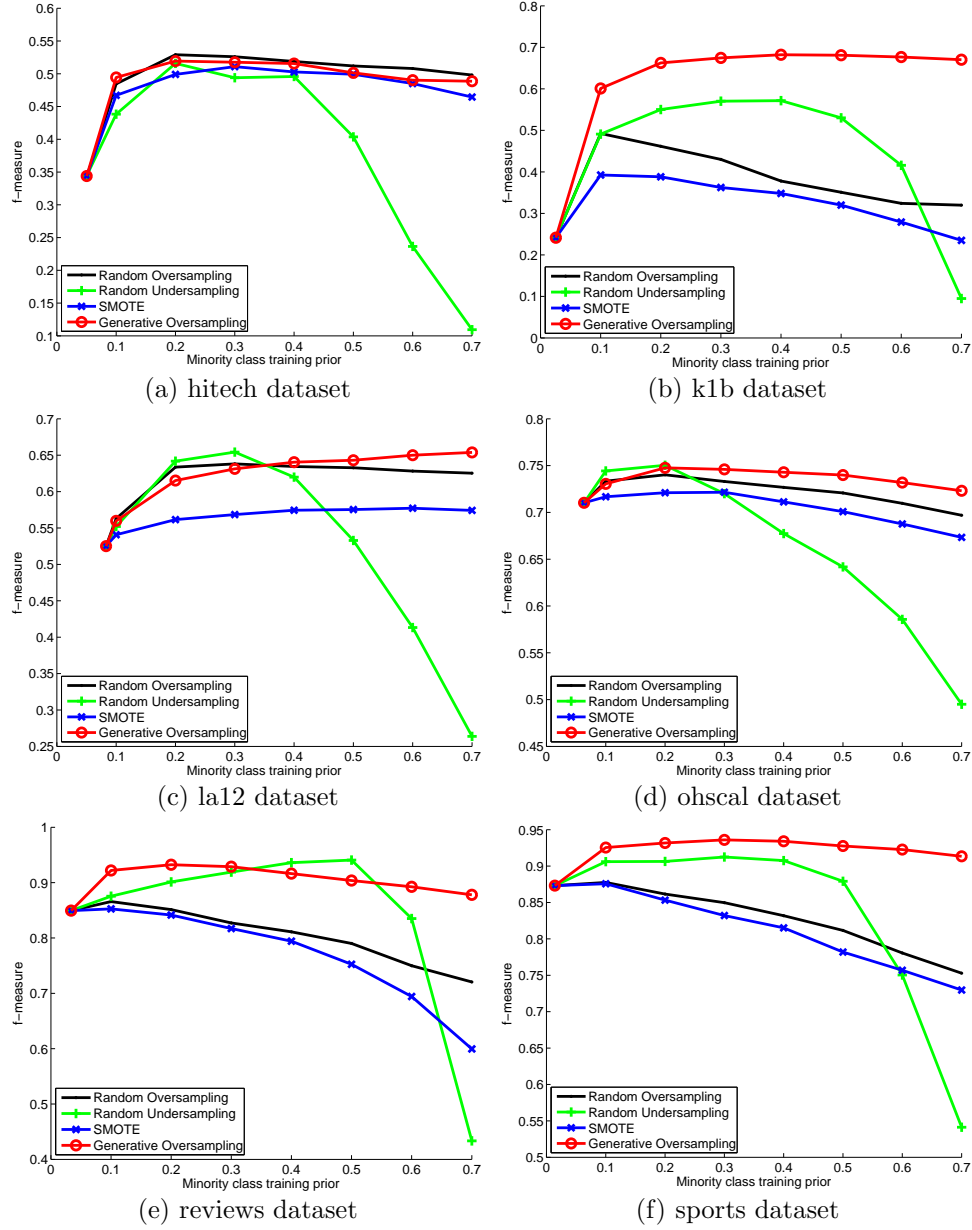 0.6
0.55
0.5
0.45
0.4
0.35
0.3
0.25
0.2
0.15
0.1
f−measure
Random Oversampling
Random Undersampling
SMOTE
Generative Oversampling
0 0.1 0.2 0.3 0.4 0.5 0.6 0.7
Minority class training prior
(a) hitech dataset
0.8
0.7
0.6
0.5
0.4
0.3
0.2
0.1
0
f−measure
Random Oversampling
Random Undersampling
SMOTE
Generative Oversampling
0 0.1 0.2 0.3 0.4 0.5 0.6 0.7
Minority class training prior
(b) k1b dataset
0.7
0.65
0.6
0.55
0.5
0.45
0.4
0.35
0.3
0.25
f−measure
Random Oversampling
Random Undersampling
SMOTE
Generative Oversampling
0 0.1 0.2 0.3 0.4 0.5 0.6 0.7
Minority class training prior
(c) la12 dataset
0.8
0.75
0.7
0.65
0.6
0.55
0.5
0.45
f−measure
Random Oversampling
Random Undersampling
SMOTE
Generative Oversampling
0 0.1 0.2 0.3 0.4 0.5 0.6 0.7
Minority class training prior
(d) ohscal dataset
1
0.9
0.8
0.7
0.6
0.5
0.4
f−measure
Random Oversampling
Random Undersampling
SMOTE
Generative Oversampling
0 0.1 0.2 0.3 0.4 0.5 0.6 0.7
Minority class training prior
(e) reviews dataset
0.95
0.9
0.85
0.8
0.75
0.7
0.65
0.6
0.55
0.5
f−measure
Random Oversampling
Random Undersampling
SMOTE
Generative Oversampling
0 0.1 0.2 0.3 0.4 0.5 0.6 0.7
Minority class training prior
(f) sports dataset